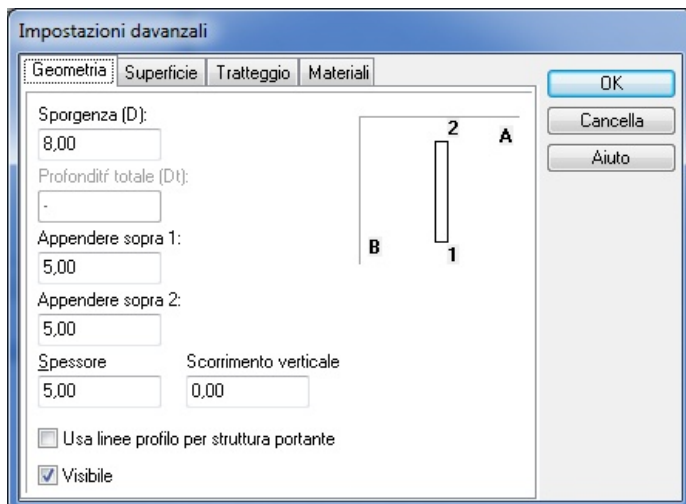 Impostazioni davanzali
Geometria Superficie Tratteggio Materiali
OK
Cancella
Aiuto
Sporgenza (D):
8,00
Profonditŕ totale (Dt):
-
Appendere sopra 1:
5,00
Appendere sopra 2:
5,00
Spessore Scorrimento verticale
5,00 0,00
Usa linee profilo per struttura portante
Visibile
2 A
B 1